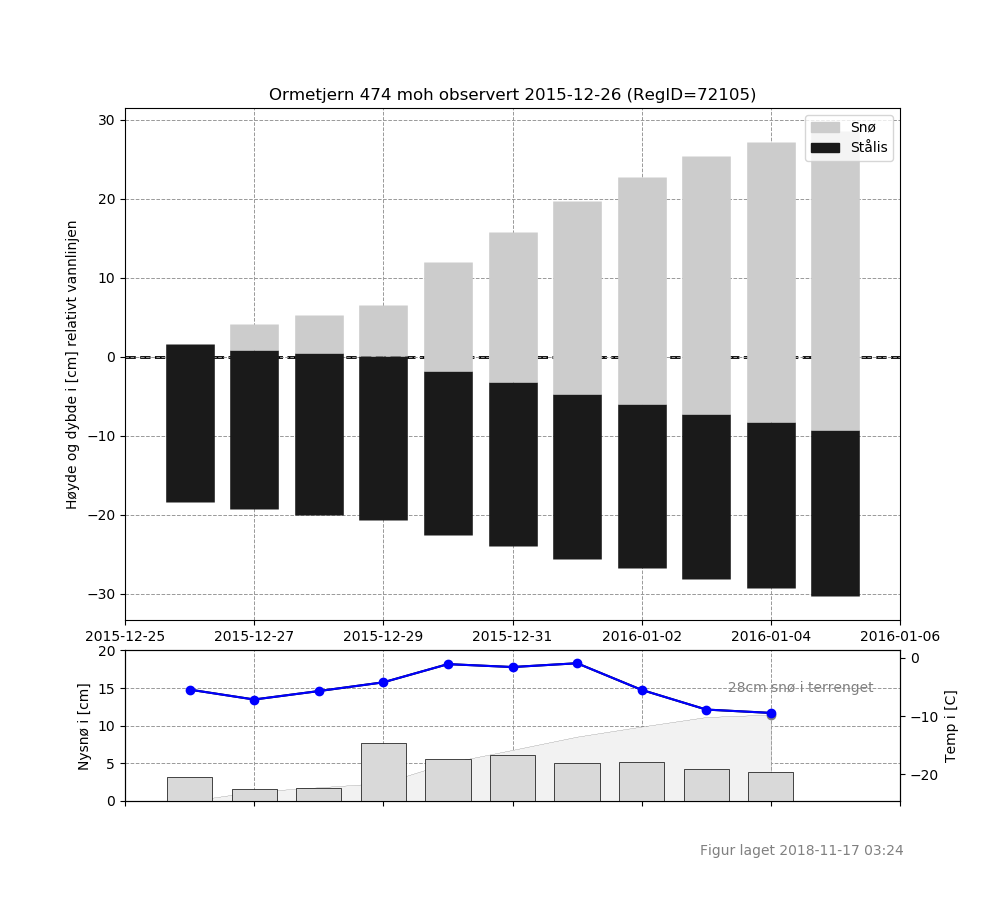 Ormetjern 474 moh observert 2015-12-26 (RegID=72105)
Snø
Stålis
Høyde og dybde i [cm] relativt vannlinjen
30
20
10
0
−10
−20
−30
2015-12-25 2015-12-27 2015-12-29 2015-12-31 2016-01-02 2016-01-04 2016-01-06
Nysnø i [cm]
20
15
10
5
0
28cm snø i terrenget
0
−10
−20
Temp i [C]
Figur laget 2018-11-17 03:24